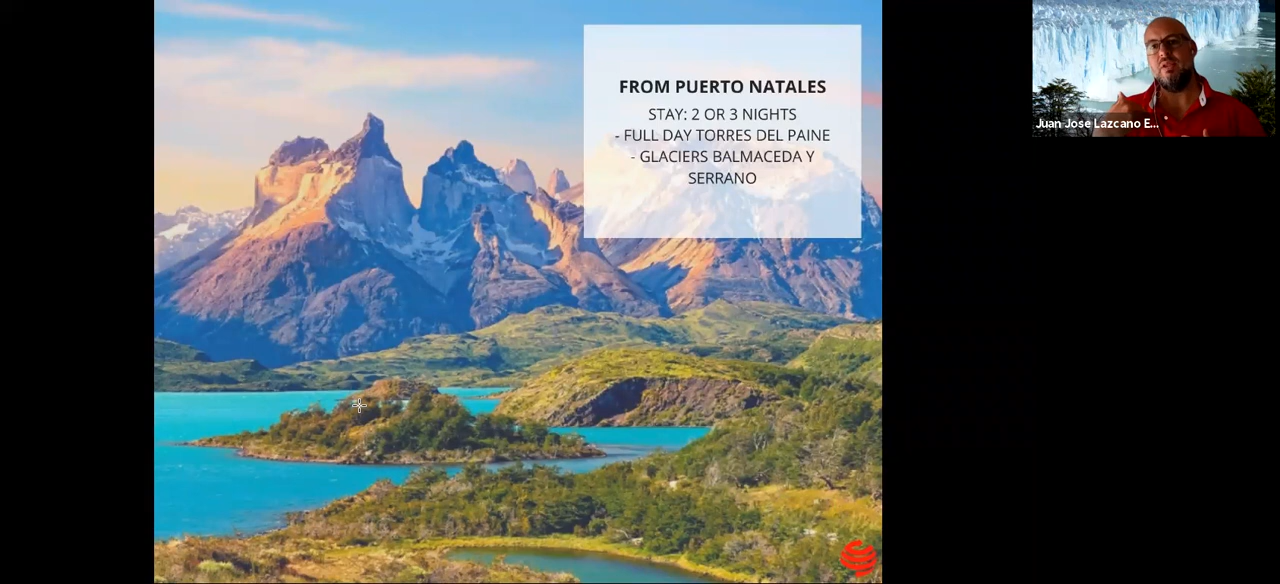 FROM PUERTO NATALES
STAY: 2 OR 3 NIGHTS
- FULL DAY TORRES DEL PAINE
- GLACIERS BALMACEDA Y
SERRANO
Juan Jose Lazcano E...